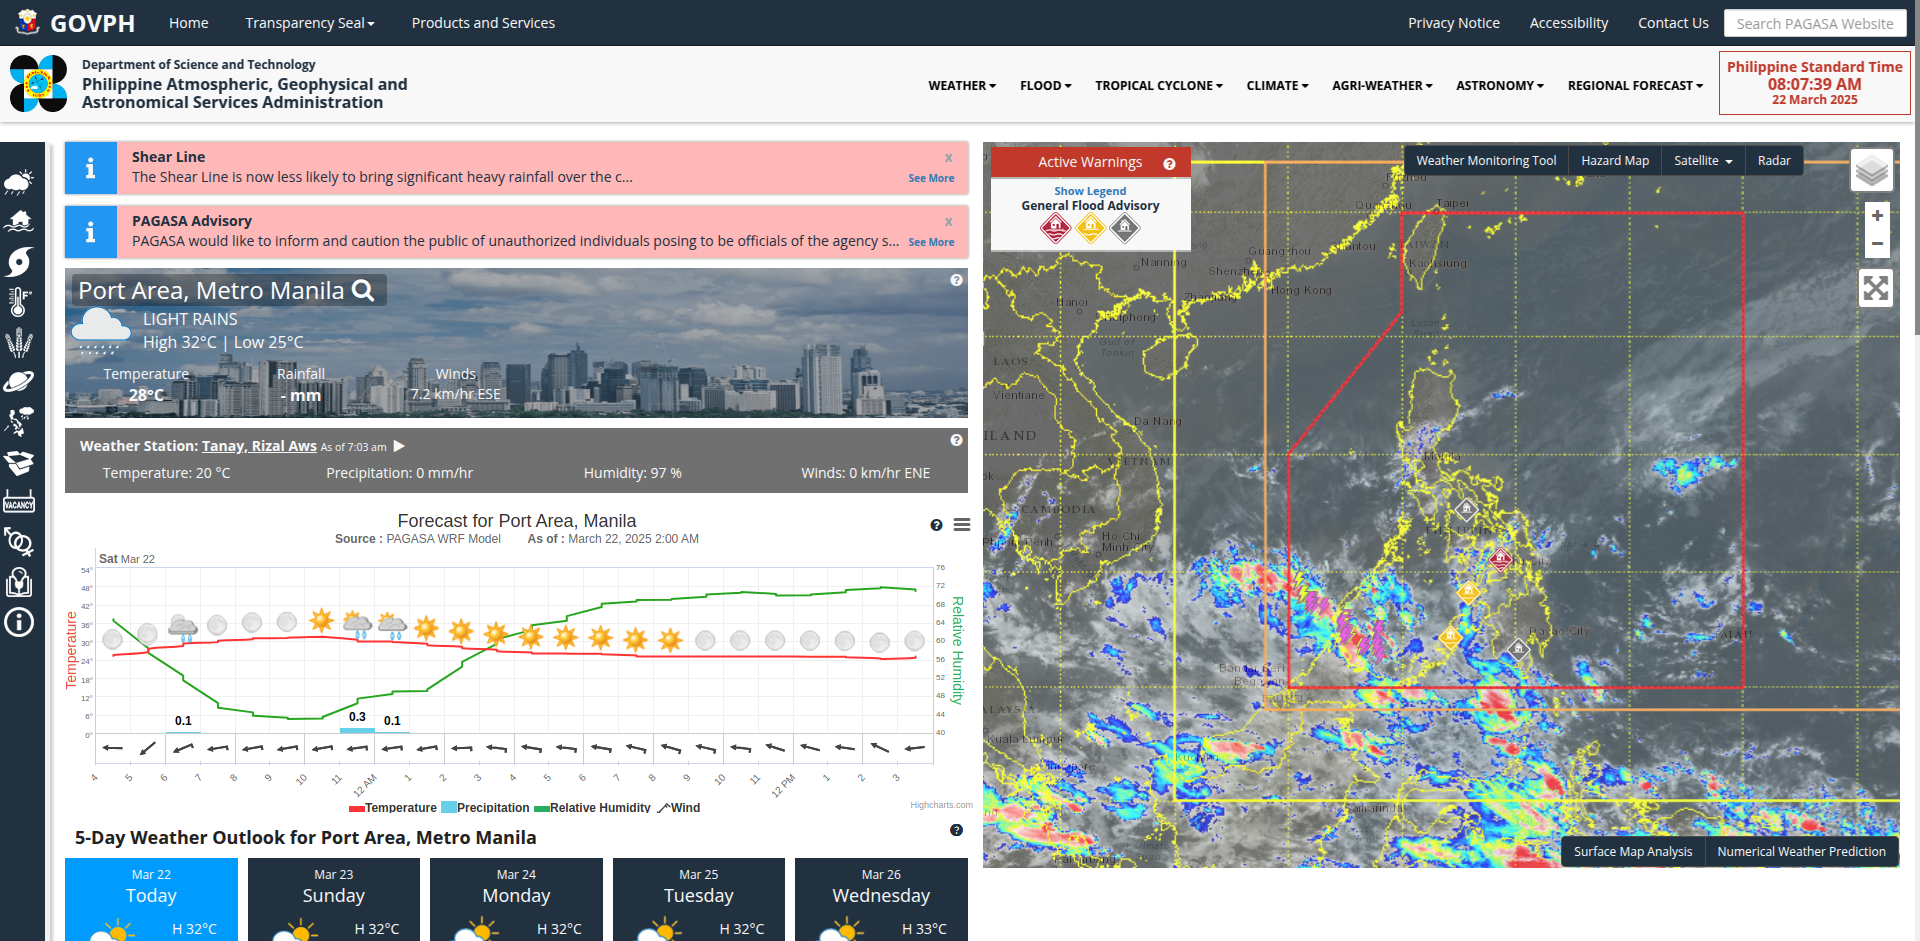 GOVPH
Home
Transparency Seal
Products and Services
Privacy Notice
Accessibility
Contact Us
Search PAGASA Website
Department of Science and Technology
Philippine Atmospheric, Geophysical and
Astronomical Services Administration
WEATHER
FLOOD
TROPICAL CYCLONE
CLIMATE
AGRI-WEATHER
ASTRONOMY
REGIONAL FORECAST
Philippine Standard Time
08:07:39 AM
22 March 2025
VACANCY
Shear Line
x
The Shear Line is now less likely to bring significant heavy rainfall over the c...
See More
PAGASA Advisory
x
PAGASA would like to inform and caution the public of unauthorized individuals posing to be officials of the agency s...
See More
Port Area, Metro Manila
LIGHT RAINS
High 32°C | Low 25°C
Temperature
Rainfall
Winds
28°C
- mm
7.2 km/hr ESE
Weather Station: Tanay, Rizal Aws As of 7:03 am
Temperature: 20 °C
Precipitation: 0 mm/hr
Humidity: 97 %
Winds: 0 km/hr ENE
Forecast for Port Area, Manila
Source : PAGASA WRF Model As of : March 22, 2025 2:00 AM
Sat Mar 22
Temperature
54°
48°
42°
36°
30°
24°
18°
12°
6°
0°
0.1
0.3
0.1
76
72
68
64
60
56
52
48
44
40
Relative Humidity
4 5 6 7 8 9 10 11 12 AM 1 2 3 4 5 6 7 8 9 10 11 12 PM 1 2 3
Temperature Precipitation Relative Humidity Wind
Highcharts.com
5-Day Weather Outlook for Port Area, Metro Manila
Mar 22
Today
H 32°C
Mar 23
Sunday
H 32°C
Mar 24
Monday
H 32°C
Mar 25
Tuesday
H 32°C
Mar 26
Wednesday
H 33°C
Active Warnings
Show Legend
General Flood Advisory
Weather Monitoring Tool
Hazard Map
Satellite
Radar
+
−
Taipei
Guangzhou
Nanning
Shenzhen
Kaohsiung
Hong Kong
Hanoi
Zhanjiang
Gulf of
Tonkin
LAOS
Luzon
Vientiane
Da Nang
ILAND
VIETNAM
Manila
CAMBODIA
Ho Chi
Minh City
Davao City
Bandar Seri
Begawan
BRUNEI
Kuala Lumpur
Samarinda
Palembang
Surface Map Analysis
Numerical Weather Prediction